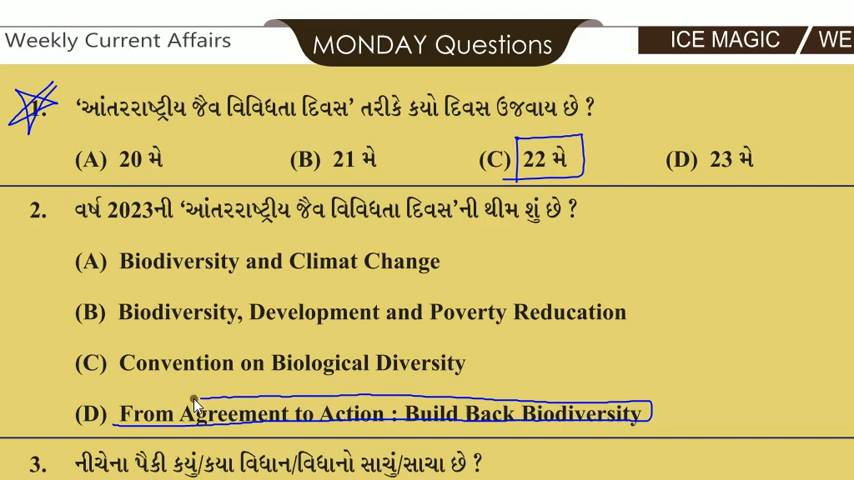 Weekly Current Affairs
MONDAY Questions
ICE MAGIC
WE
1. ‘આંતરરાષ્ટ્રીય જૈવ વિવિધતા દિવસ’ તરીકે કયો દિવસ ઉજવાય છે ?
(A) 20 મે (B) 21 મે (C) 22 મે (D) 23 મે
2. વર્ષ 2023ની ‘આંતરરાષ્ટ્રીય જૈવ વિવિધતા દિવસ’ની થીમ શું છે ?
(A) Biodiversity and Climat Change
(B) Biodiversity, Development and Poverty Reducation
(C) Convention on Biological Diversity
(D) From Agreement to Action : Build Back Biodiversity
3. નીચેના પૈકી કયું/કયા વિધાન/વિધાનો સાચું/સાચા છે ?